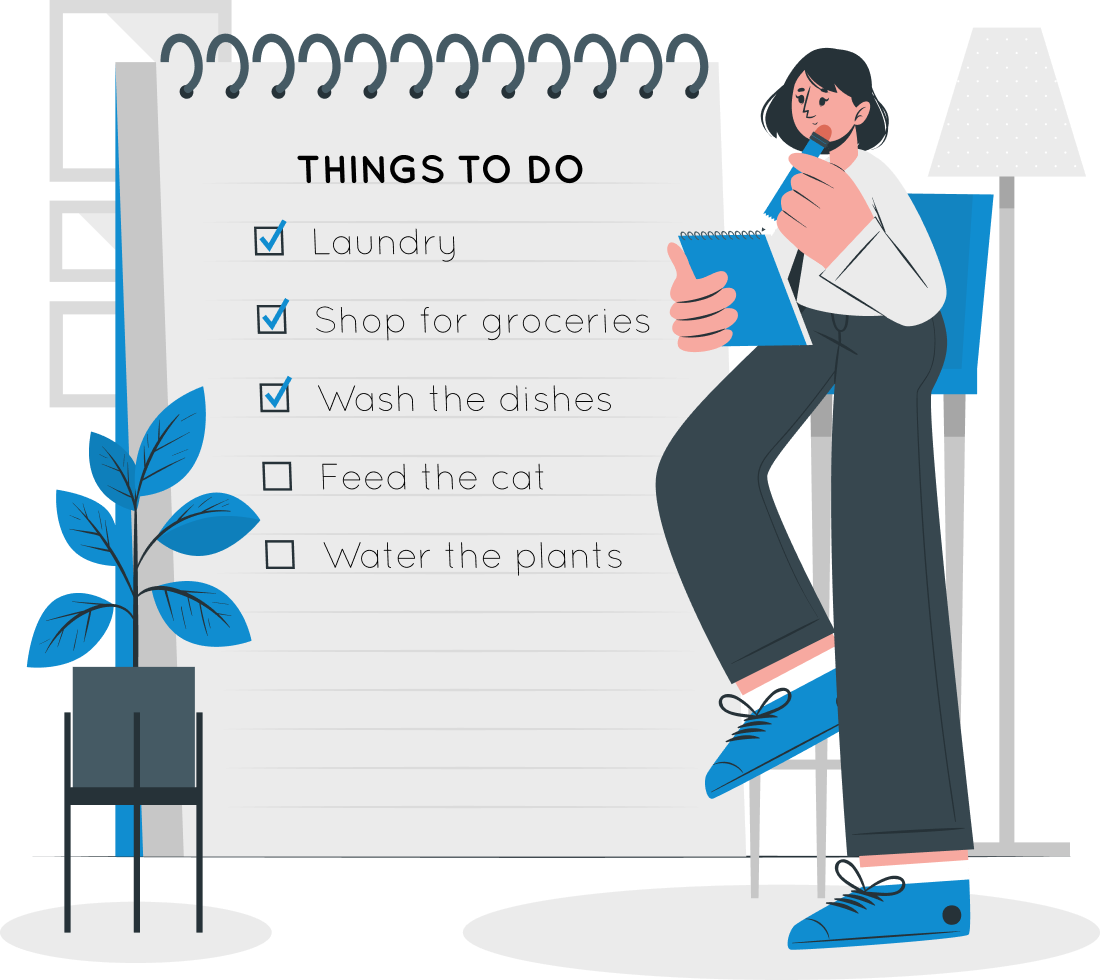 THINGS TO DO
Laundry
Shop for groceries
Wash the dishes
Feed the cat
Water the plants